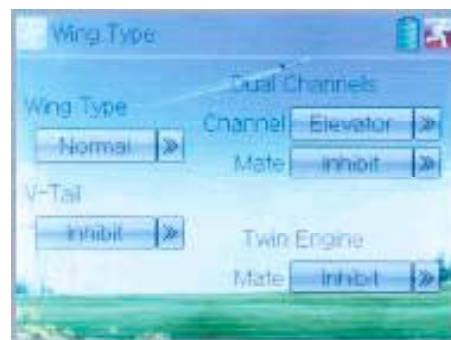 Wing Type
Wing Type
Normal
V-Tail
Inhibit
Dual Channels
Channel Elevator
Mate Inhibit
Twin Engine
Mate Inhibit